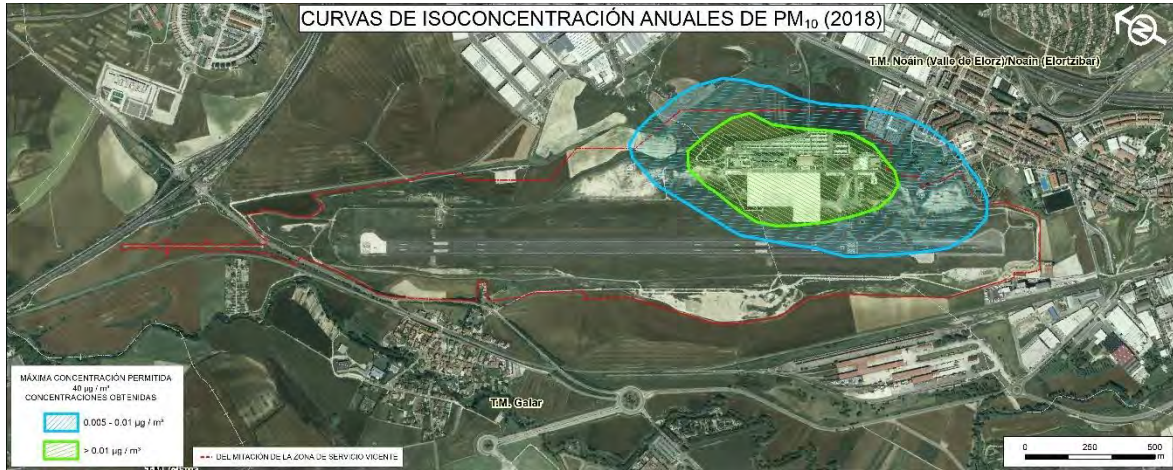 CURVAS DE ISOCONCENTRACIÓN ANUALES DE PM₁₀ (2018)
N
T.M. Noáin (Valle de Elorz)/Noain (Elortzibar)
T.M. Galar
MÁXIMA CONCENTRACIÓN PERMITIDA
40 µg / m³
CONCENTRACIONES OBTENIDAS
0.005 - 0.01 µg / m³
> 0.01 µg / m³
DELIMITACIÓN DE LA ZONA DE SERVICIO VIGENTE
0 250 500
m